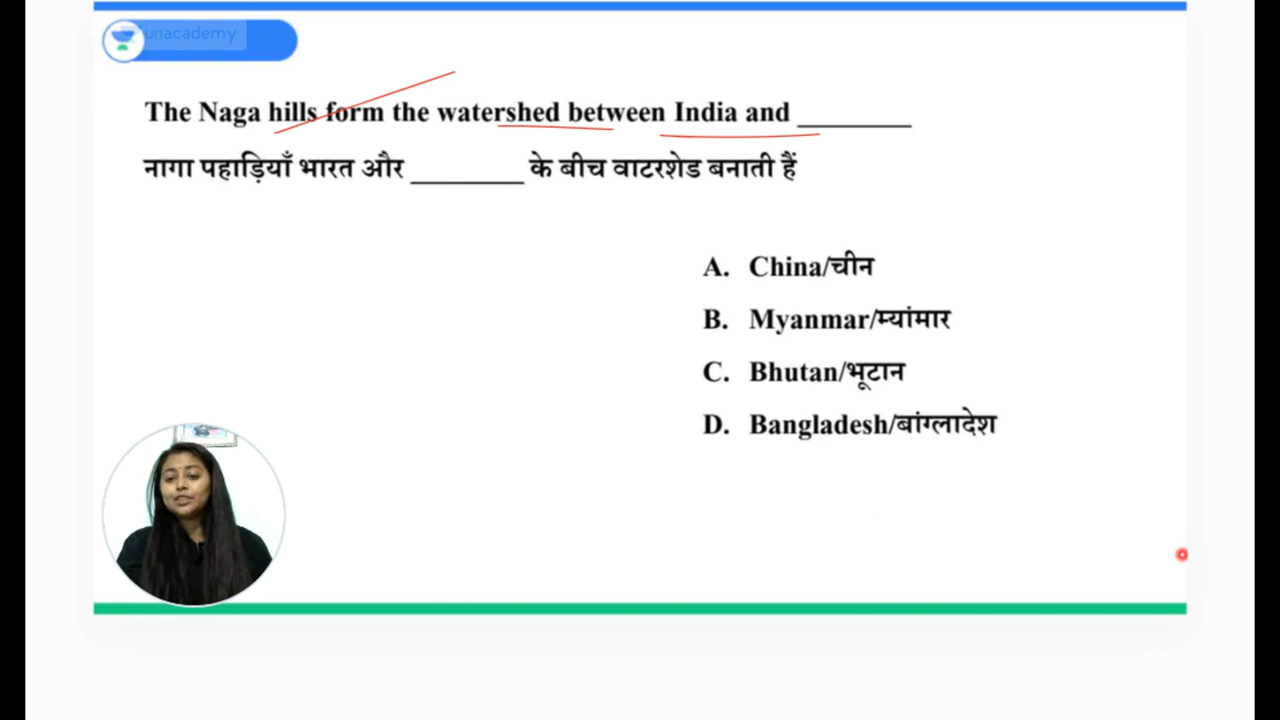 unacademy
The Naga hills form the watershed between India and ________
नागा पहाड़ियाँ भारत और ________ के बीच वाटरशेड बनाती हैं
A. China/चीन
B. Myanmar/म्यांमार
C. Bhutan/भूटान
D. Bangladesh/बांग्लादेश